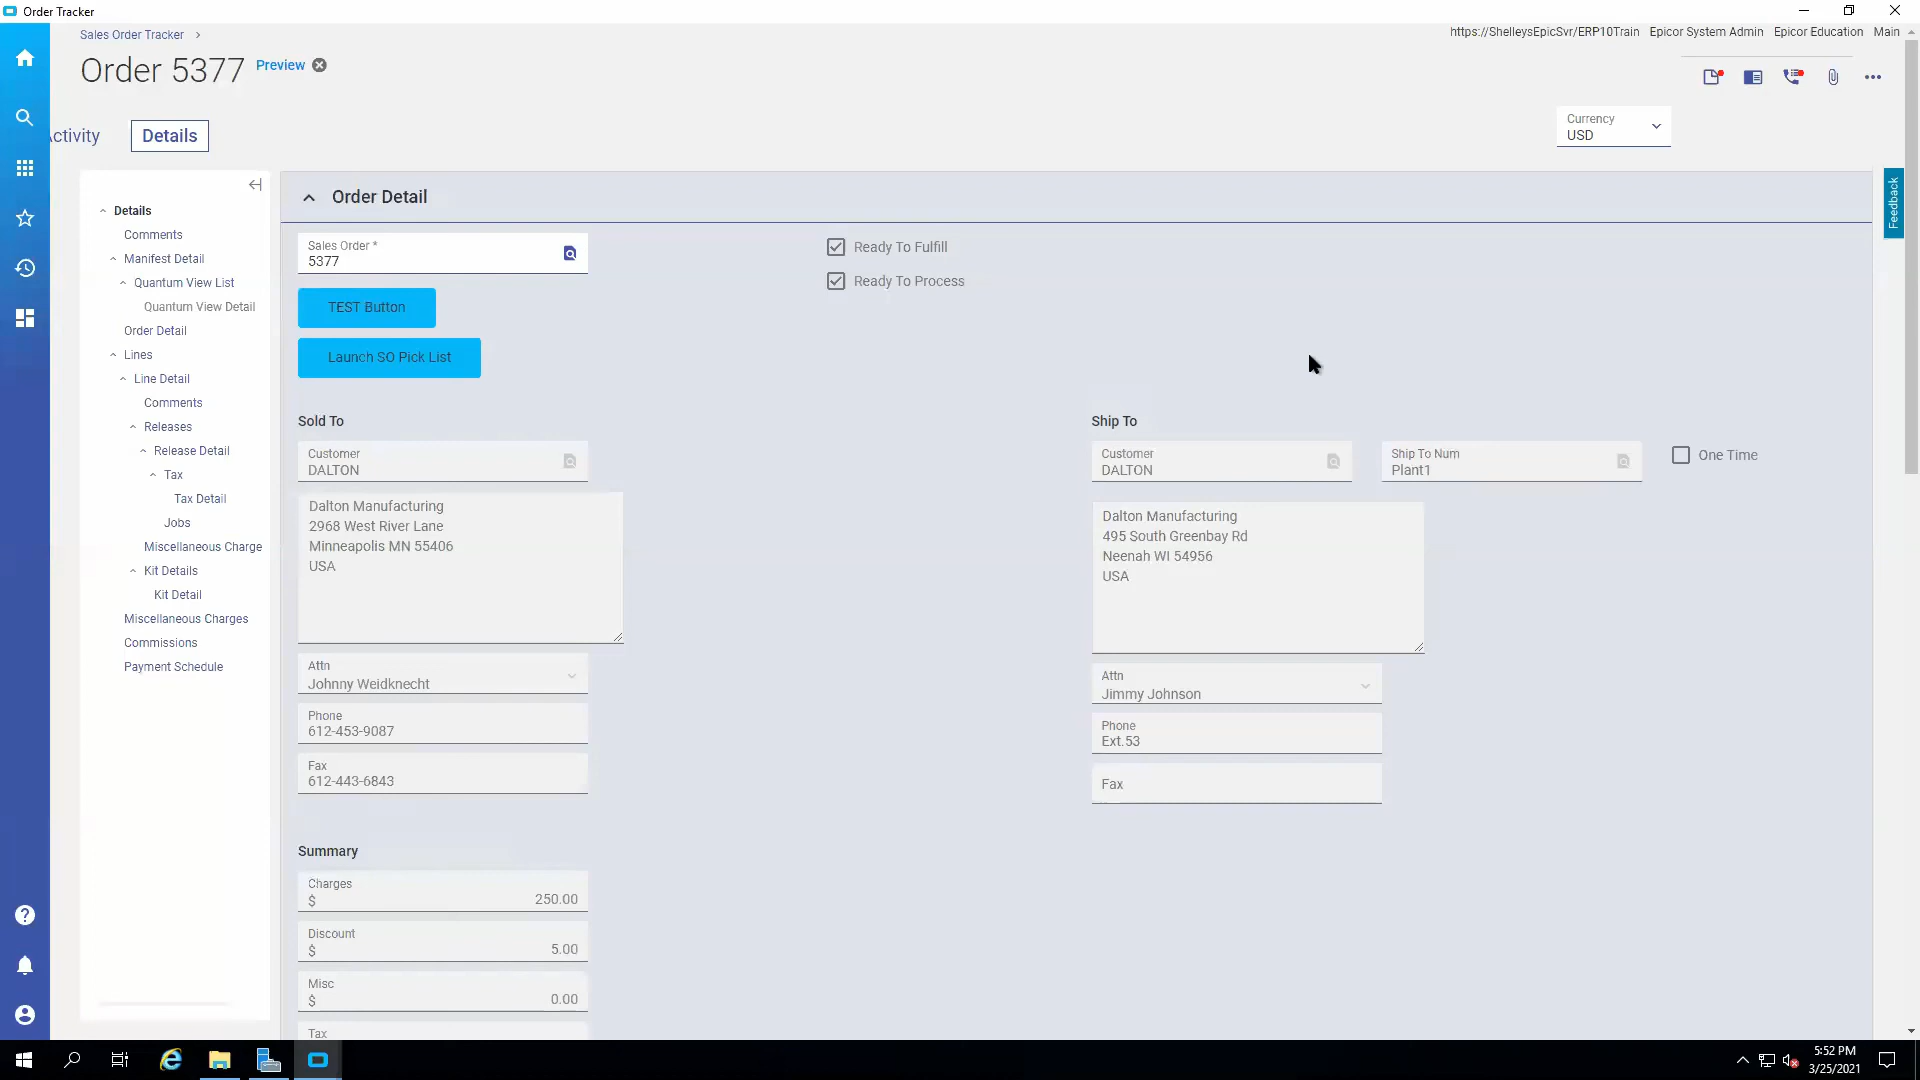 Order Tracker
Sales Order Tracker
https://ShelleysEpicSvr/ERP10Train Epicor System Admin Epicor Education Main
Order 5377 Preview
Activity Details
Currency
USD
Feedback
Details
Comments
Manifest Detail
Quantum View List
Quantum View Detail
Order Detail
Lines
Line Detail
Comments
Releases
Release Detail
Tax
Tax Detail
Jobs
Miscellaneous Charge
Kit Details
Kit Detail
Miscellaneous Charges
Commissions
Payment Schedule
Order Detail
Sales Order *
5377
Ready To Fulfill
Ready To Process
TEST Button
Launch SO Pick List
Sold To
Customer
DALTON
Dalton Manufacturing
2968 West River Lane
Minneapolis MN 55406
USA
Attn
Johnny Weidknecht
Phone
612-453-9087
Fax
612-443-6843
Ship To
Customer
DALTON
Ship To Num
Plant1
One Time
Dalton Manufacturing
495 South Greenbay Rd
Neenah WI 54956
USA
Attn
Jimmy Johnson
Phone
Ext.53
Fax
Summary
Charges
$ 250.00
Discount
$ 5.00
Misc
$ 0.00
Tax
5:52 PM
3/25/2021